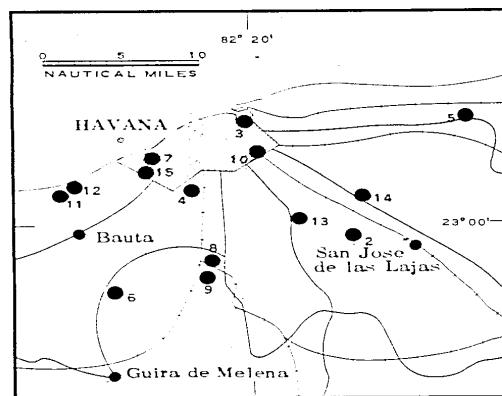 82° 20'
0 5 10
NAUTICAL MILES
5
3
HAVANA
7
10
15
12
11
4
14
13
23° 00'
Bauta
2
San Jose
de las Lajas
8
9
6
Guira de Melena